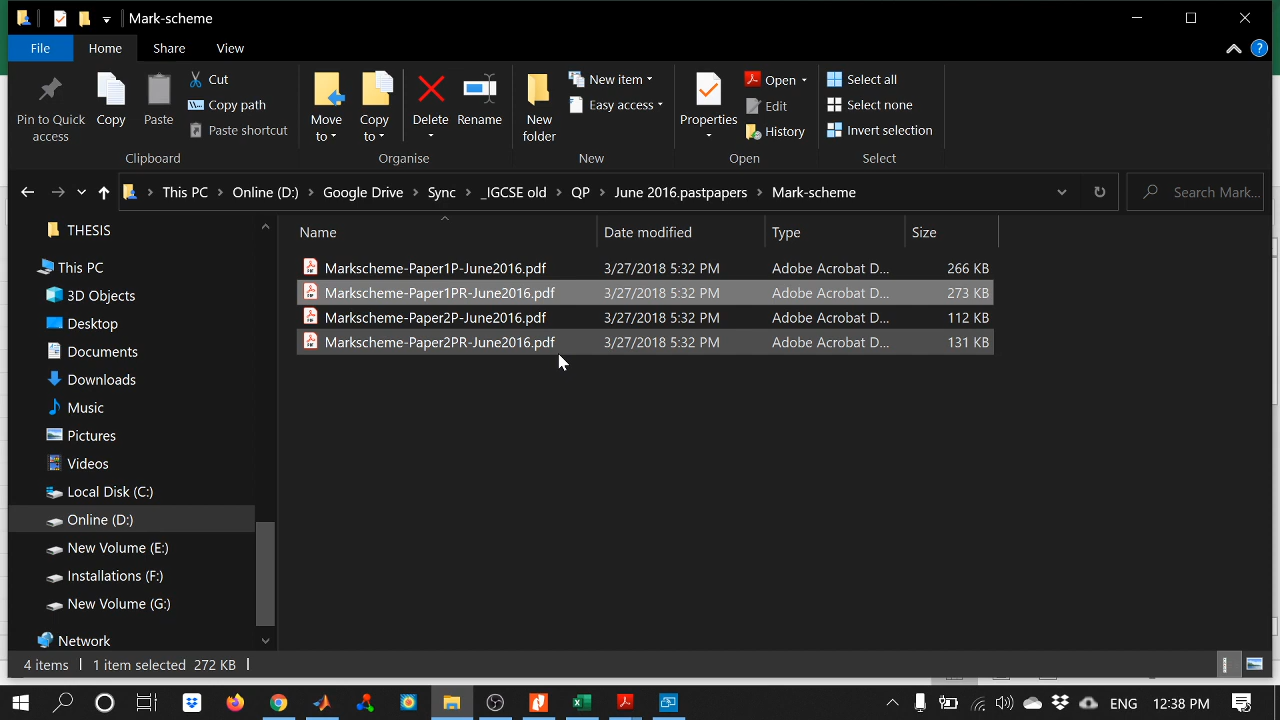 Mark-scheme
File Home Share View
Pin to Quick access
Copy
Paste
Cut
Copy path
Paste shortcut
Clipboard
Move to
Copy to
Delete
Rename
Organise
New folder
New item
Easy access
New
Properties
Open
Edit
History
Open
Select all
Select none
Invert selection
Select
This PC > Online (D:) > Google Drive > Sync > _IGCSE old > QP > June 2016.pastpapers > Mark-scheme
Search Mark...
THESIS
This PC
3D Objects
Desktop
Documents
Downloads
Music
Pictures
Videos
Local Disk (C:)
Online (D:)
New Volume (E:)
Installations (F:)
New Volume (G:)
Network
Name Date modified Type Size
Markscheme-Paper1P-June2016.pdf 3/27/2018 5:32 PM Adobe Acrobat D... 266 KB
Markscheme-Paper1PR-June2016.pdf 3/27/2018 5:32 PM Adobe Acrobat D... 273 KB
Markscheme-Paper2P-June2016.pdf 3/27/2018 5:32 PM Adobe Acrobat D... 112 KB
Markscheme-Paper2PR-June2016.pdf 3/27/2018 5:32 PM Adobe Acrobat D... 131 KB
4 items 1 item selected 272 KB
ENG 12:38 PM